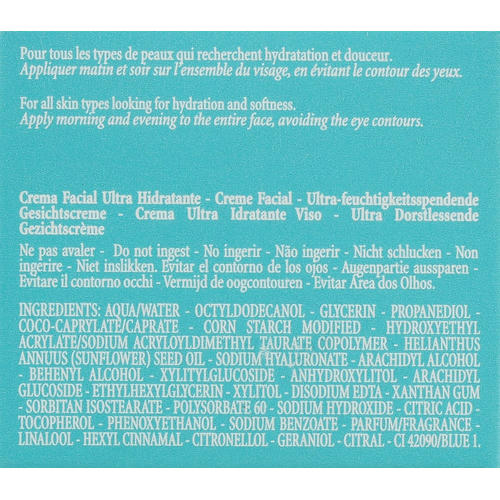 Pour tous les types de peaux qui recherchent hydratation et douceur.
Appliquer matin et soir sur l'ensemble du visage, en évitant le contour des yeux.
For all skin types looking for hydration and softness.
Apply morning and evening to the entire face, avoiding the eye contours.
Crema Facial Ultra Hidratante - Creme Facial - Ultra-feuchtigkeitsspendende
Gesichtscreme - Crema Ultra Idratante Viso - Ultra Dorstlessende
Gezichtscrème
Ne pas avaler - Do not ingest - No ingerir - Não ingerir - Nicht schlucken - Non
ingerire - Niet inslikken. Evitar el contorno de los ojos - Augenpartie aussparen -
Evitare il contorno occhi - Vermijd de oogcontouren - Evitar Área dos Olhos.
INGREDIENTS: AQUA/WATER - OCTYLDODECANOL - GLYCERIN - PROPANEDIOL -
COCO-CAPRYLATE/CAPRATE - CORN STARCH MODIFIED - HYDROXYETHYL
ACRYLATE/SODIUM ACRYLOYLDIMETHYL TAURATE COPOLYMER - HELIANTHUS
ANNUUS (SUNFLOWER) SEED OIL - SODIUM HYALURONATE - ARACHIDYL ALCOHOL
- BEHENYL ALCOHOL - XYLITYLGLUCOSIDE - ANHYDROXYLITOL - ARACHIDYL
GLUCOSIDE - ETHYLHEXYLGLYCERIN - XYLITOL - DISODIUM EDTA - XANTHAN GUM
- SORBITAN ISOSTEARATE - POLYSORBATE 60 - SODIUM HYDROXIDE - CITRIC ACID -
TOCOPHEROL - PHENOXYETHANOL - SODIUM BENZOATE - PARFUM/FRAGRANCE -
LINALOOL - HEXYL CINNAMAL - CITRONELLOL - GERANIOL - CITRAL - CI 42090/BLUE 1.